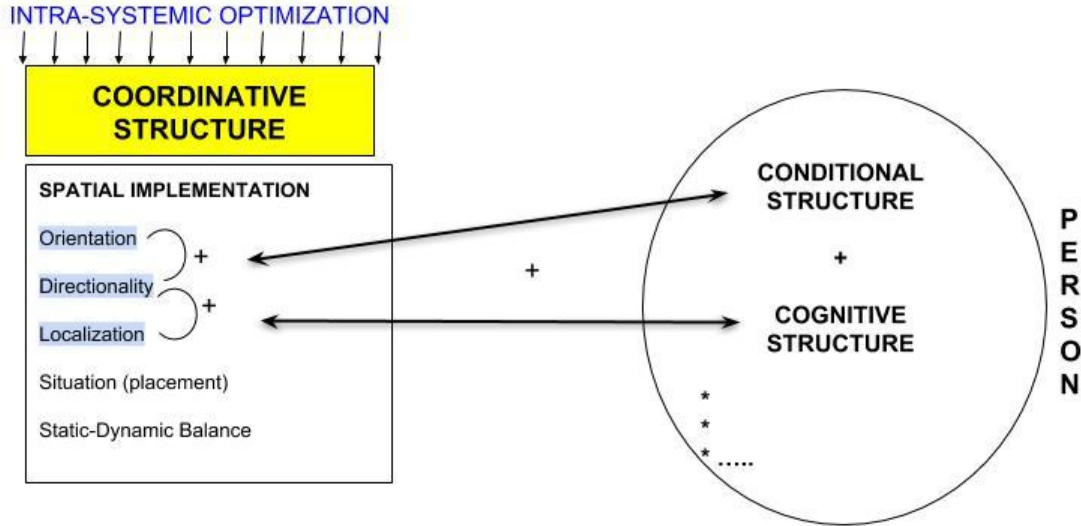 INTRA-SYSTEMIC OPTIMIZATION
COORDINATIVE
STRUCTURE
SPATIAL IMPLEMENTATION
Orientation
+
Directionality
+
Localization
Situation (placement)
Static-Dynamic Balance
+
CONDITIONAL
STRUCTURE
+
COGNITIVE
STRUCTURE
*
*
* .....
PERSON